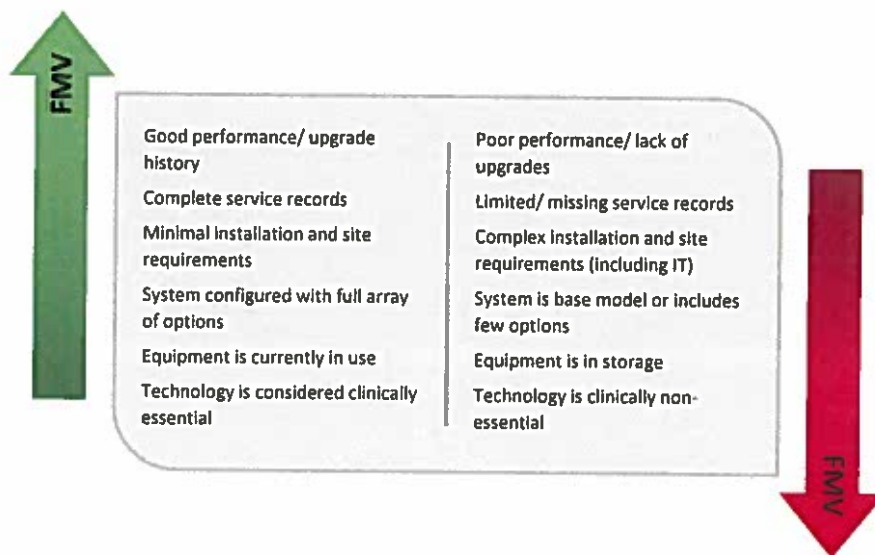 FMV
Good performance/ upgrade
history
Complete service records
Minimal installation and site
requirements
System configured with full array
of options
Equipment is currently in use
Technology is considered clinically
essential
Poor performance/ lack of
upgrades
Limited/ missing service records
Complex installation and site
requirements (including IT)
System is base model or includes
few options
Equipment is in storage
Technology is clinically non-
essential
FMV